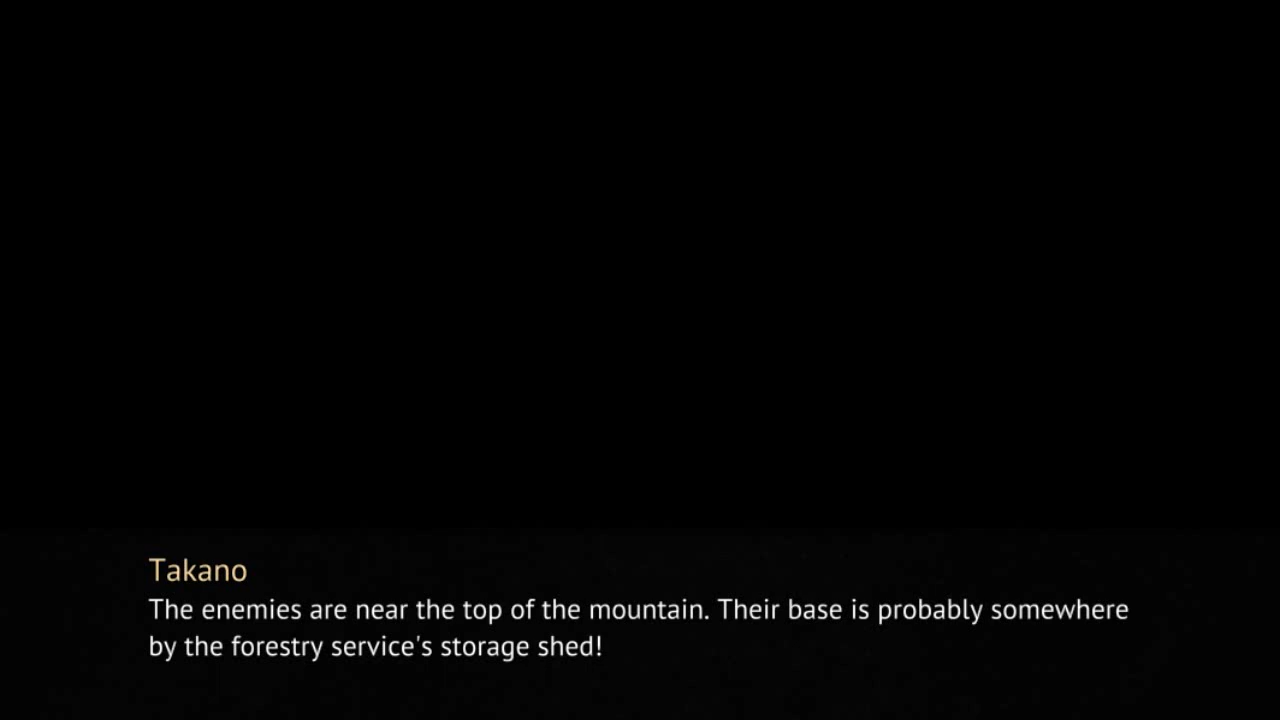 Takano
The enemies are near the top of the mountain. Their base is probably somewhere
by the forestry service's storage shed!